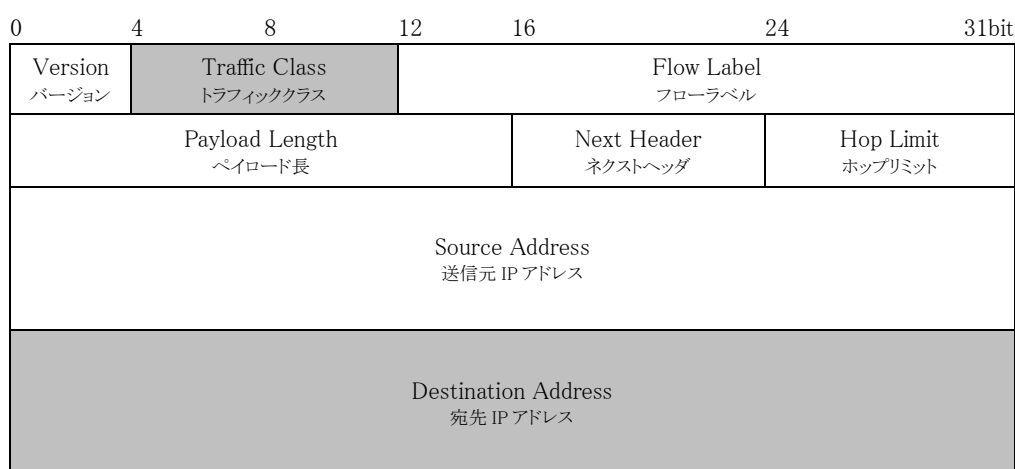 0 4 8 12 16 24 31bit
Version Traffic Class Flow Label
バージョン トラフィッククラス フローラベル
Payload Length Next Header Hop Limit
ペイロード長 ネクストヘッダ ホップリミット
Source Address
送信元 IP アドレス
Destination Address
宛先 IP アドレス